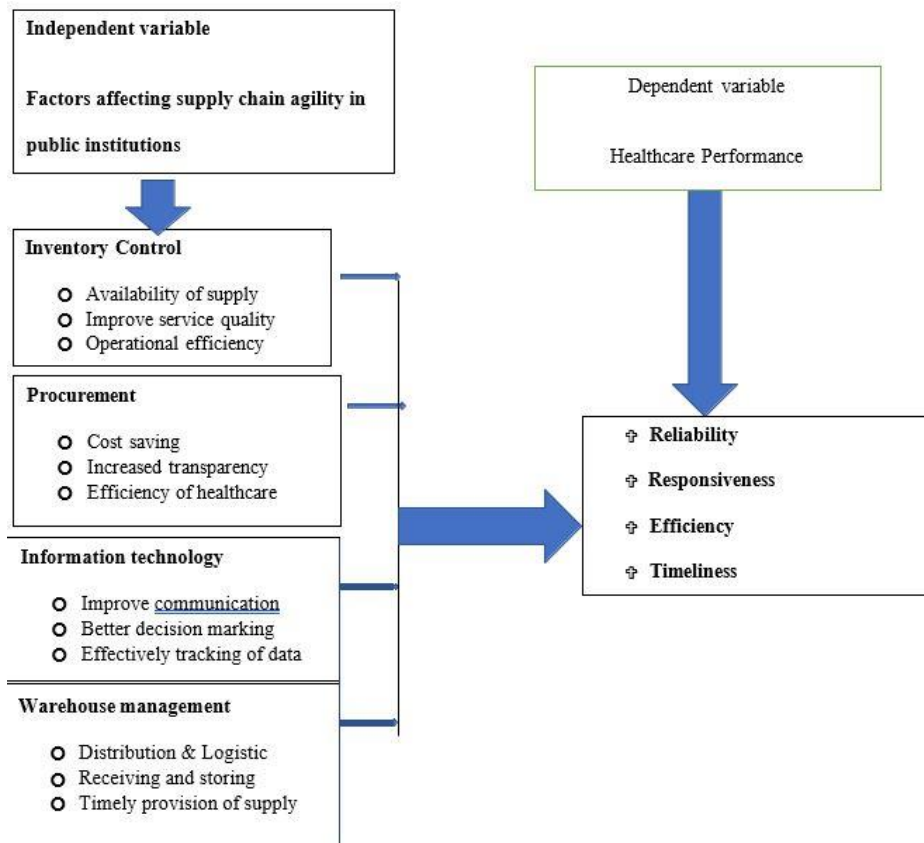 Independent variable
Factors affecting supply chain agility in
public institutions
Dependent variable
Healthcare Performance
Inventory Control
Availability of supply
Improve service quality
Operational efficiency
Procurement
Cost saving
Increased transparency
Efficiency of healthcare
Information technology
Improve communication
Better decision marking
Effectively tracking of data
Warehouse management
Distribution & Logistic
Receiving and storing
Timely provision of supply
Reliability
Responsiveness
Efficiency
Timeliness